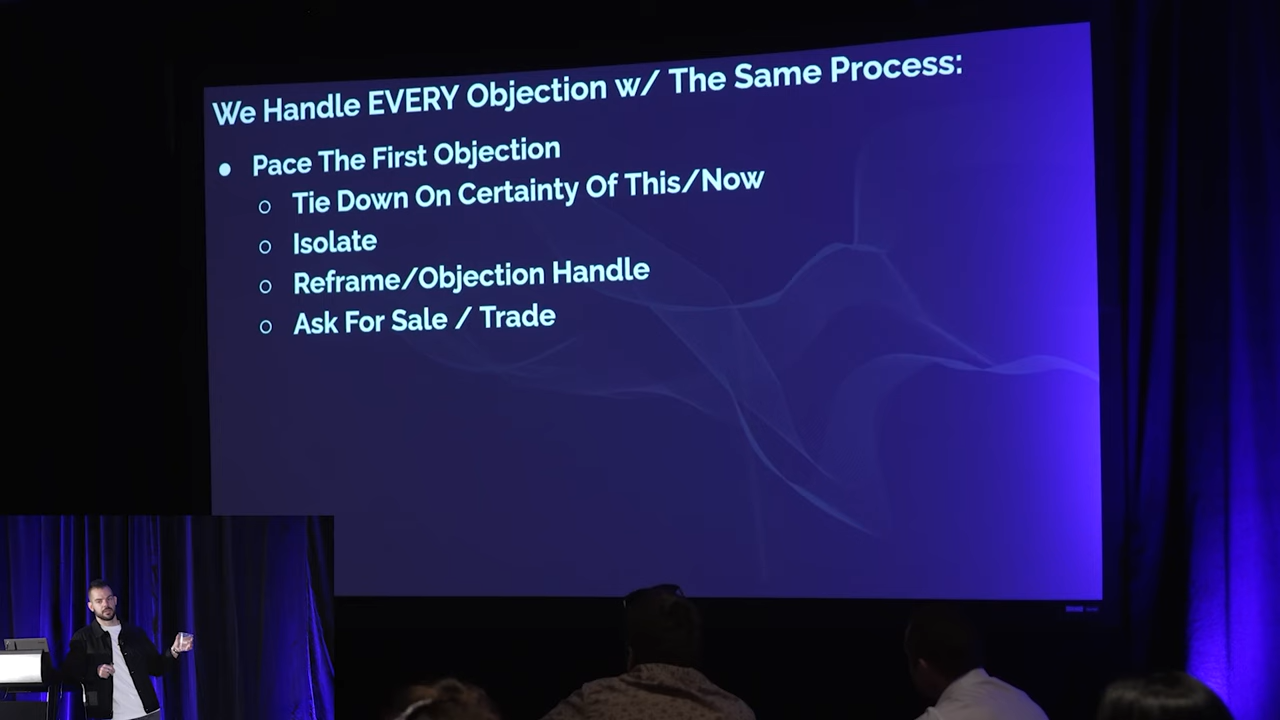 We Handle EVERY Objection w/ The Same Process:
● Pace The First Objection
○ Tie Down On Certainty Of This/Now
○ Isolate
○ Reframe/Objection Handle
○ Ask For Sale / Trade